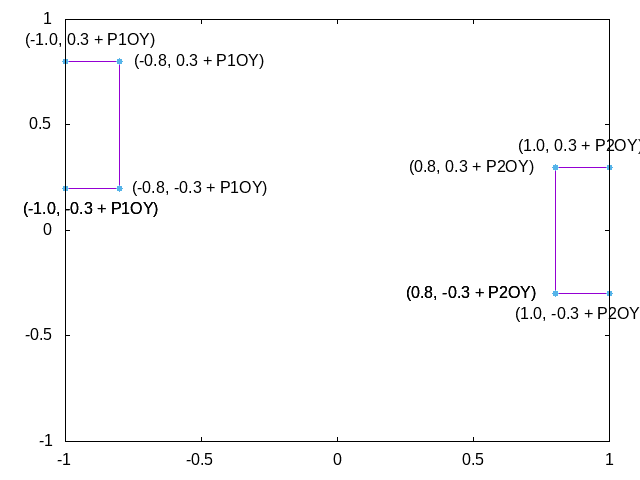 1
(-1.0, 0.3 + P1OY)
(-0.8, 0.3 + P1OY)
0.5
(1.0, 0.3 + P2OY)
(0.8, 0.3 + P2OY)
(-0.8, -0.3 + P1OY)
(-1.0, -0.3 + P1OY)
0
(0.8, -0.3 + P2OY)
(1.0, -0.3 + P2OY
-0.5
-1
-1 -0.5 0 0.5 1